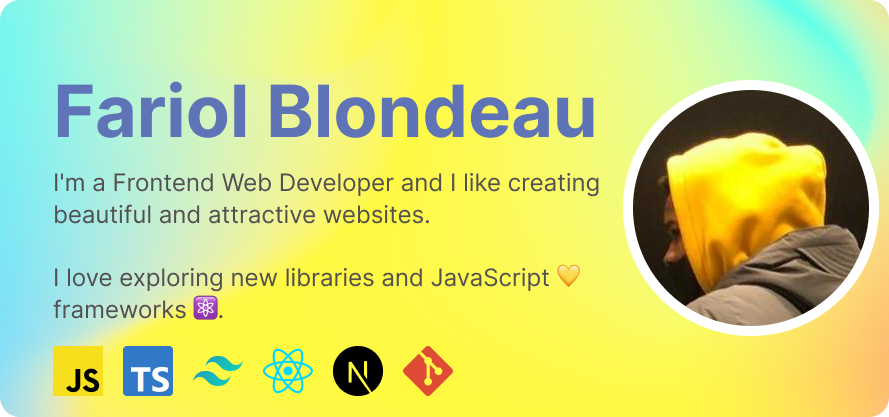 Fariol Blondeau
I'm a Frontend Web Developer and I like creating
beautiful and attractive websites.
I love exploring new libraries and JavaScript 💛
frameworks ⚛️.
JS TS N